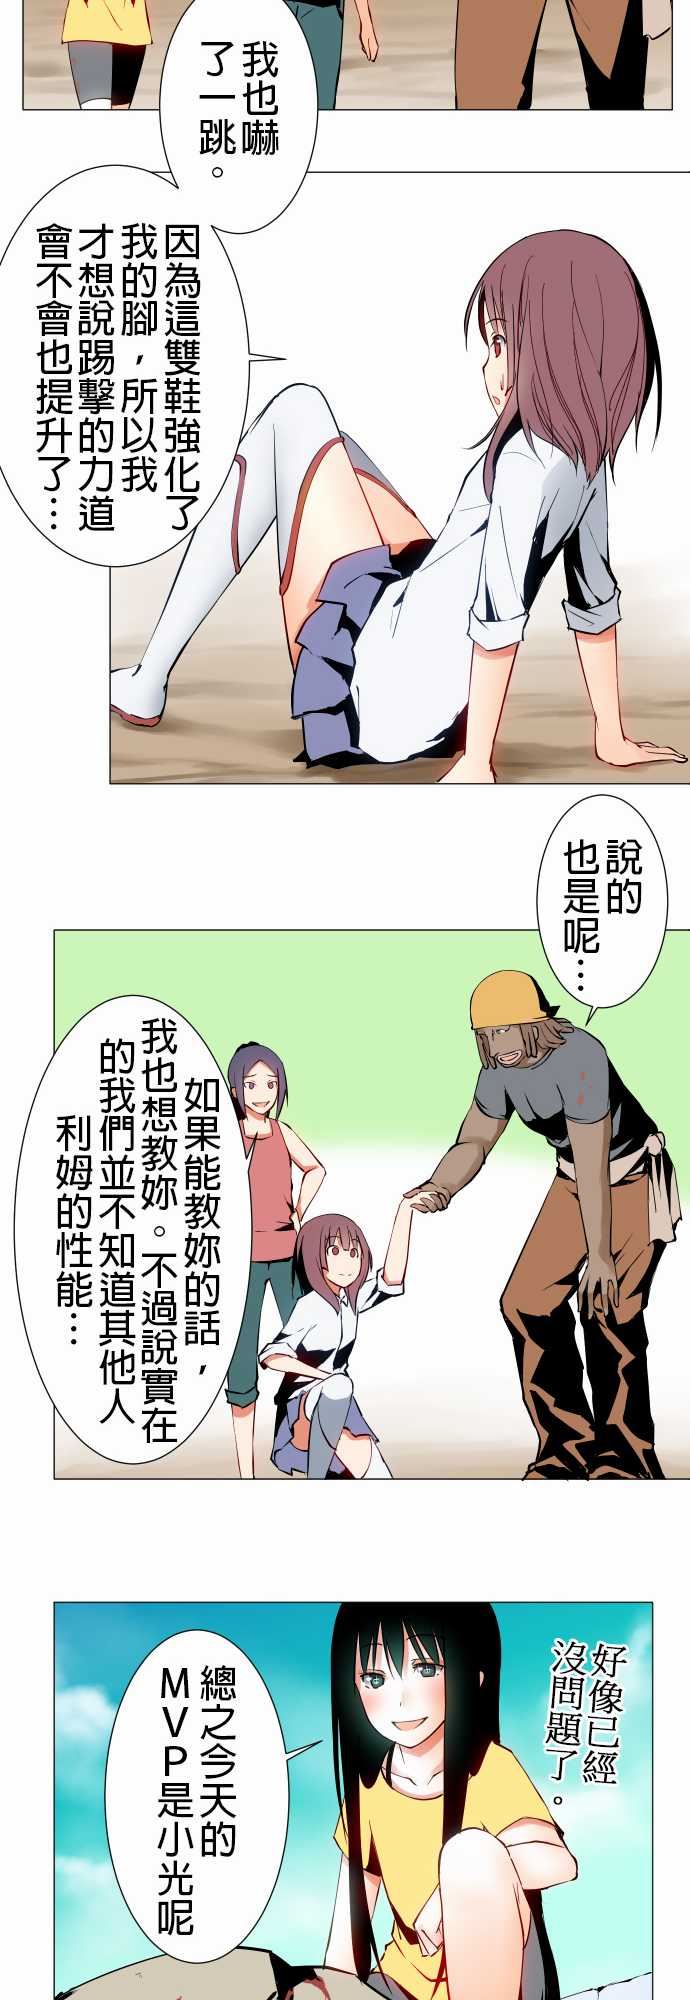 我也嚇
了一跳。
因為這雙鞋強化了
我的腳，所以我
才想說踢擊的力道
會不會也提升了…
說的
也是呢…
如果能教妳的話，
我也想教妳。不過說實在
的我們並不知道其他人
利姆的性能…
好像已經
沒問題了。
總之今天的
MVP是小光呢